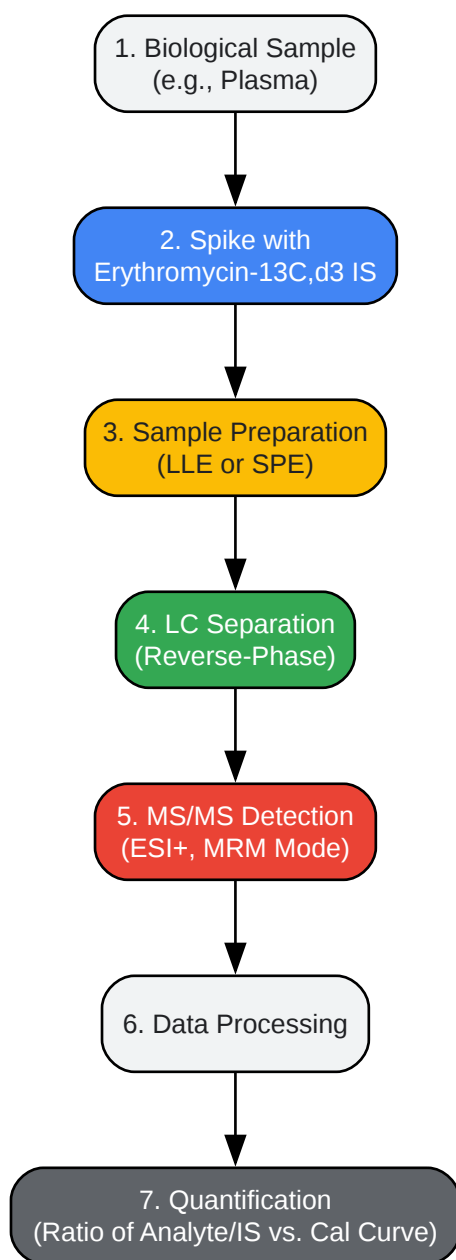 1. Biological Sample
(e.g., Plasma)
2. Spike with
Erythromycin-13C,d3 IS
3. Sample Preparation
(LLE or SPE)
4. LC Separation
(Reverse-Phase)
5. MS/MS Detection
(ESI+, MRM Mode)
6. Data Processing
7. Quantification
(Ratio of Analyte/IS vs. Cal Curve)